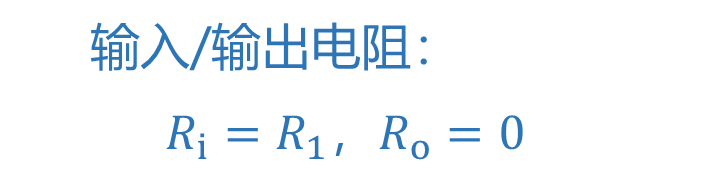 输入/输出电阻：
Rᵢ = R₁, Rₒ = 0